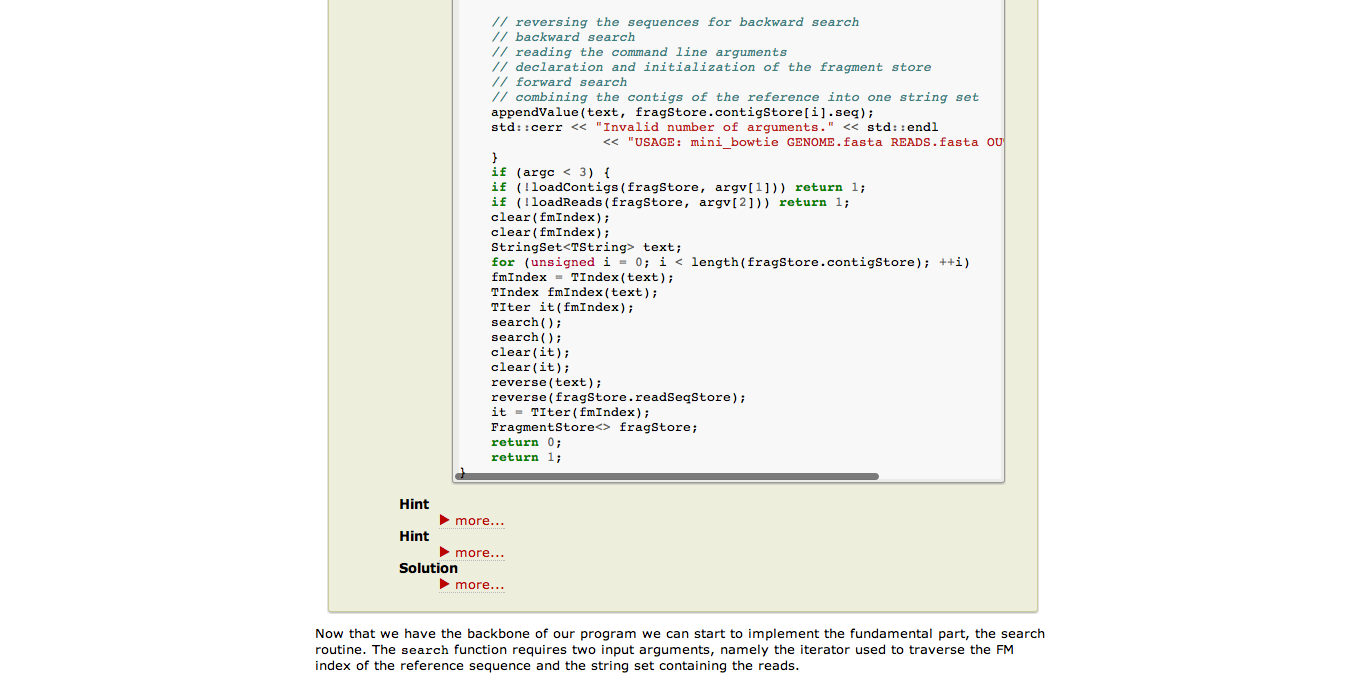 // reversing the sequences for backward search
// backward search
// reading the command line arguments
// declaration and initialization of the fragment store
// forward search
// combining the contigs of the reference into one string set
appendValue(text, fragStore.contigStore[i].seq);
std::cerr << "Invalid number of arguments." << std::endl
<< "USAGE: mini_bowtie GENOME.fasta READS.fasta OU
}
if (argc < 3) {
if (!loadContigs(fragStore, argv[1])) return 1;
if (!loadReads(fragStore, argv[2])) return 1;
clear(fmIndex);
clear(fmIndex);
StringSet<TString> text;
for (unsigned i = 0; i < length(fragStore.contigStore); ++i)
fmIndex = TIndex(text);
TIndex fmIndex(text);
TIter it(fmIndex);
search();
search();
clear(it);
clear(it);
reverse(text);
reverse(fragStore.readSeqStore);
it = TIter(fmIndex);
FragmentStore<> fragStore;
return 0;
return 1;
}
Hint
more...
Hint
more...
Solution
more...
Now that we have the backbone of our program we can start to implement the fundamental part, the search
routine. The search function requires two input arguments, namely the iterator used to traverse the FM
index of the reference sequence and the string set containing the reads.